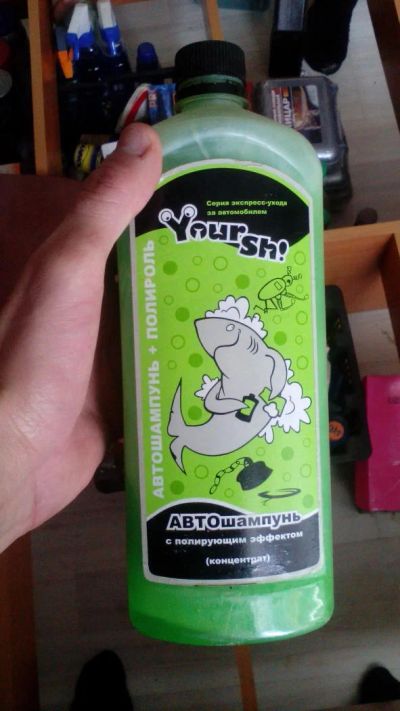 Серия экспресс-ухода
за автомобилем
Your sh!
АВТОШАМПУНЬ + ПОЛИРОЛЬ
АВТОшампунь
с полирующим эффектом
(концентрат)